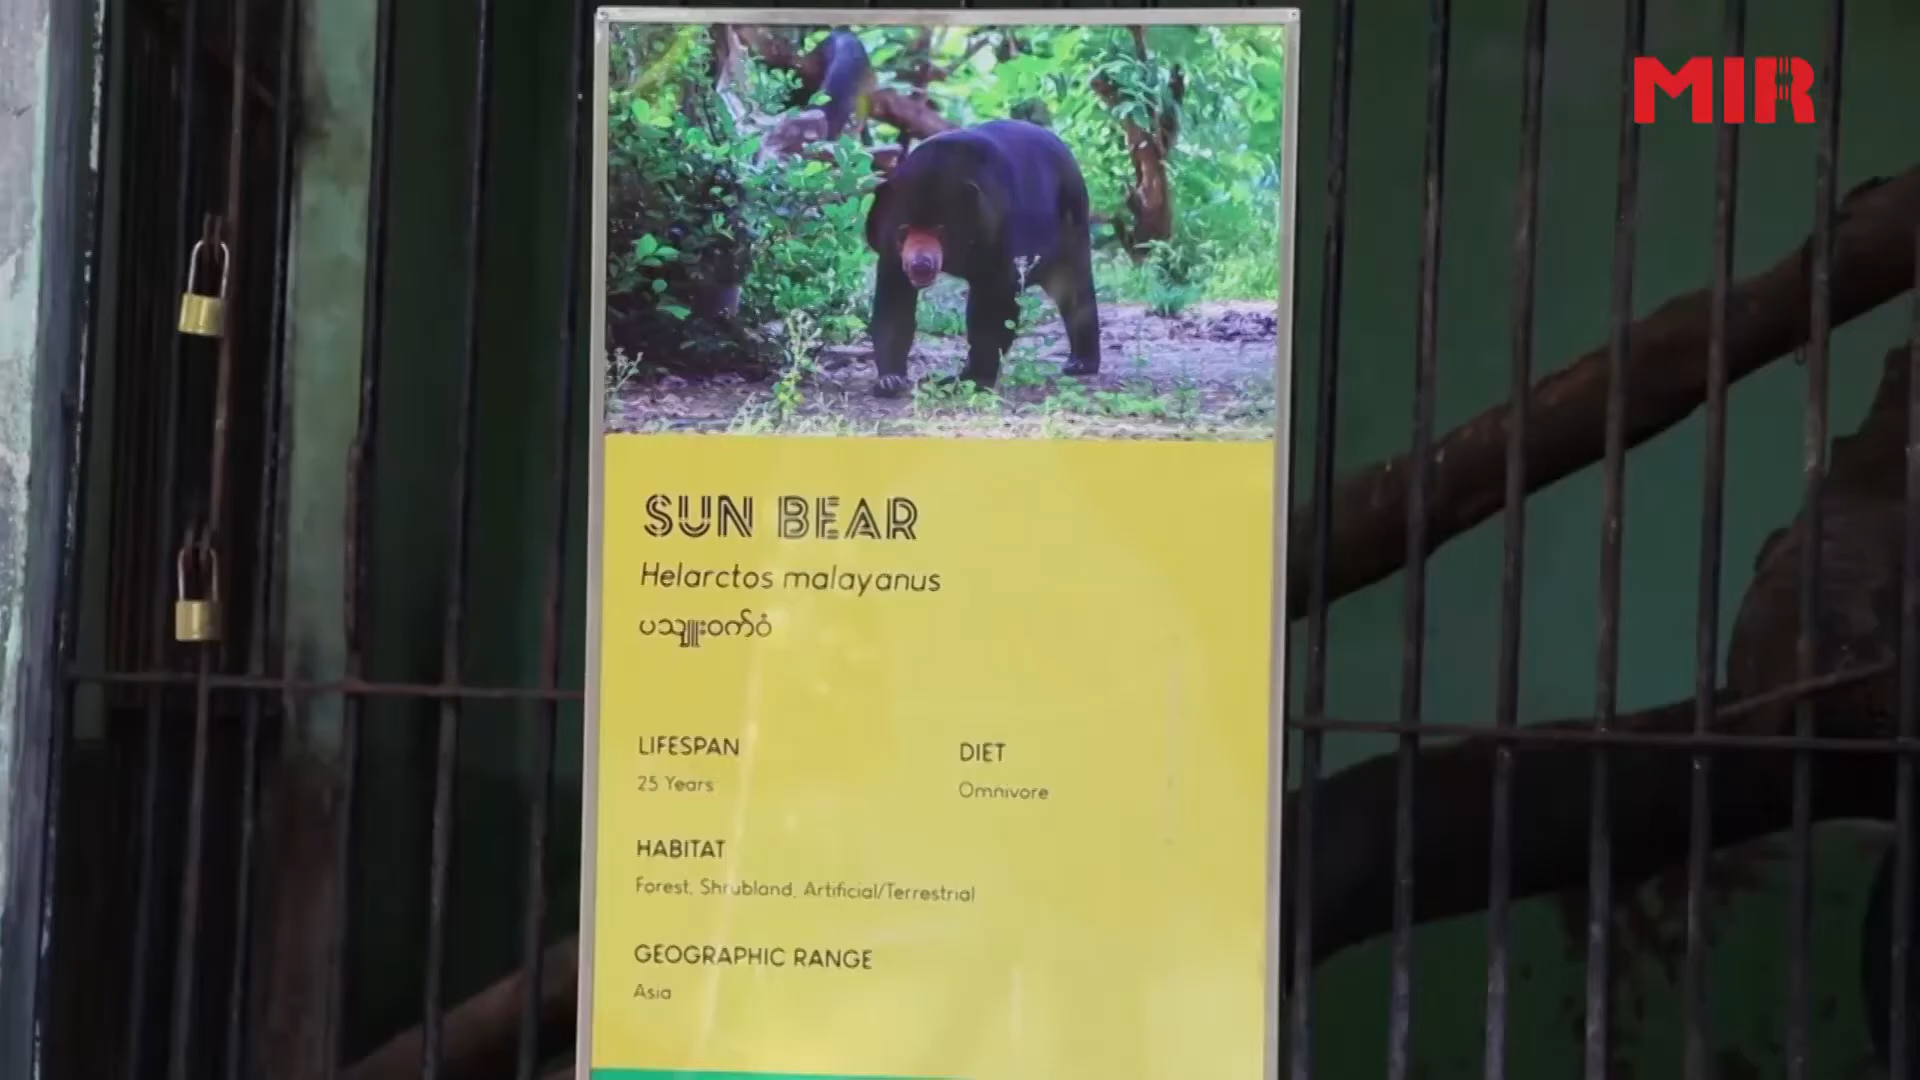 MIR
SUN BEAR
Helarctos malayanus
ပသျှူးဝက်ဝံ
LIFESPAN
25 Years
DIET
Omnivore
HABITAT
Forest, Shrubland, Artificial/Terrestrial
GEOGRAPHIC RANGE
Asia